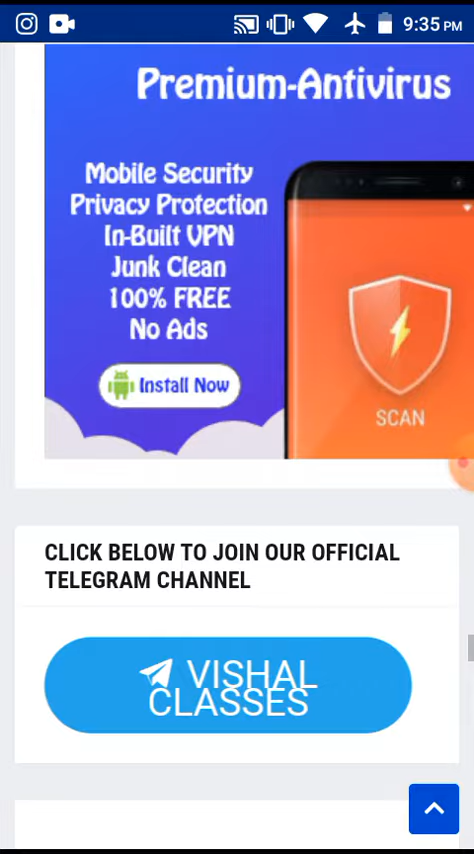 9:35 PM
Premium-Antivirus
Mobile Security
Privacy Protection
In-Built VPN
Junk Clean
100% FREE
No Ads
Install Now
SCAN
CLICK BELOW TO JOIN OUR OFFICIAL
TELEGRAM CHANNEL
VISHAL
CLASSES